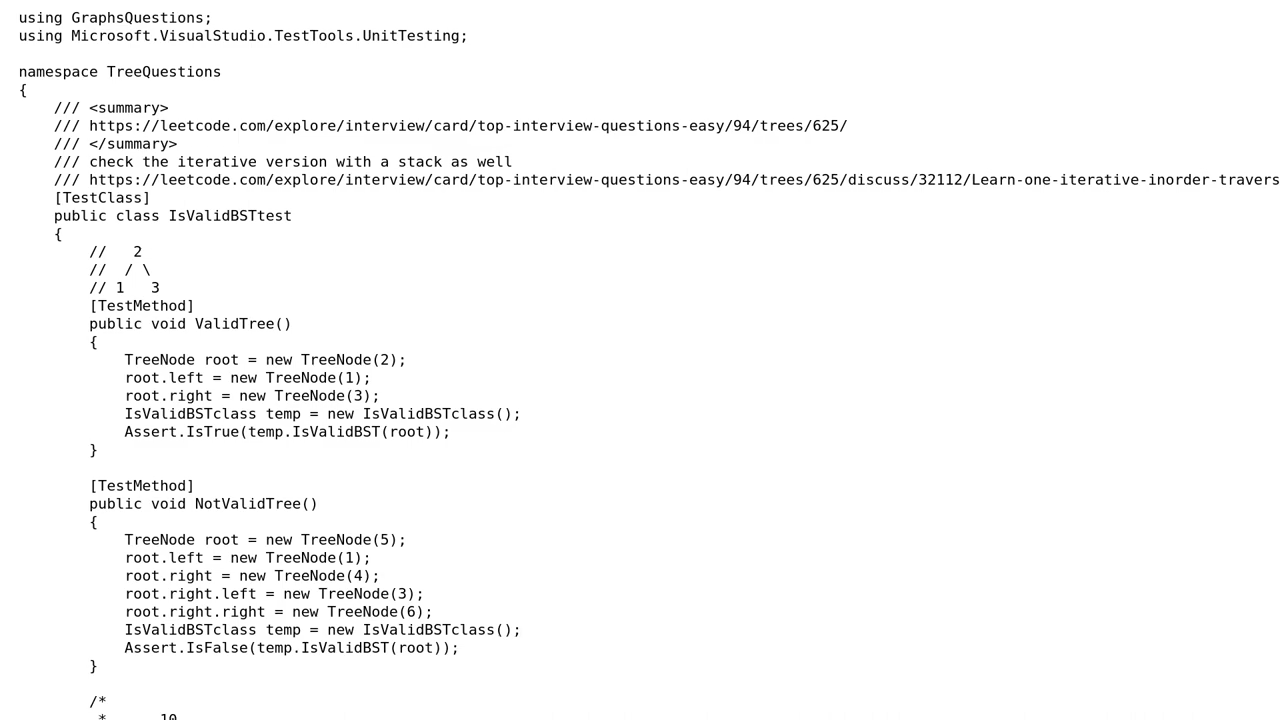 using GraphsQuestions;
using Microsoft.VisualStudio.TestTools.UnitTesting;

namespace TreeQuestions
{
    /// <summary>
    /// https://leetcode.com/explore/interview/card/top-interview-questions-easy/94/trees/625/
    /// </summary>
    /// check the iterative version with a stack as well
    /// https://leetcode.com/explore/interview/card/top-interview-questions-easy/94/trees/625/discuss/32112/Learn-one-iterative-inorder-travers
    [TestClass]
    public class IsValidBSTtest
    {
        //   2
        //  / \
        // 1   3
        [TestMethod]
        public void ValidTree()
        {
            TreeNode root = new TreeNode(2);
            root.left = new TreeNode(1);
            root.right = new TreeNode(3);
            IsValidBSTclass temp = new IsValidBSTclass();
            Assert.IsTrue(temp.IsValidBST(root));
        }

        [TestMethod]
        public void NotValidTree()
        {
            TreeNode root = new TreeNode(5);
            root.left = new TreeNode(1);
            root.right = new TreeNode(4);
            root.right.left = new TreeNode(3);
            root.right.right = new TreeNode(6);
            IsValidBSTclass temp = new IsValidBSTclass();
            Assert.IsFalse(temp.IsValidBST(root));
        }

        /*
         *      10